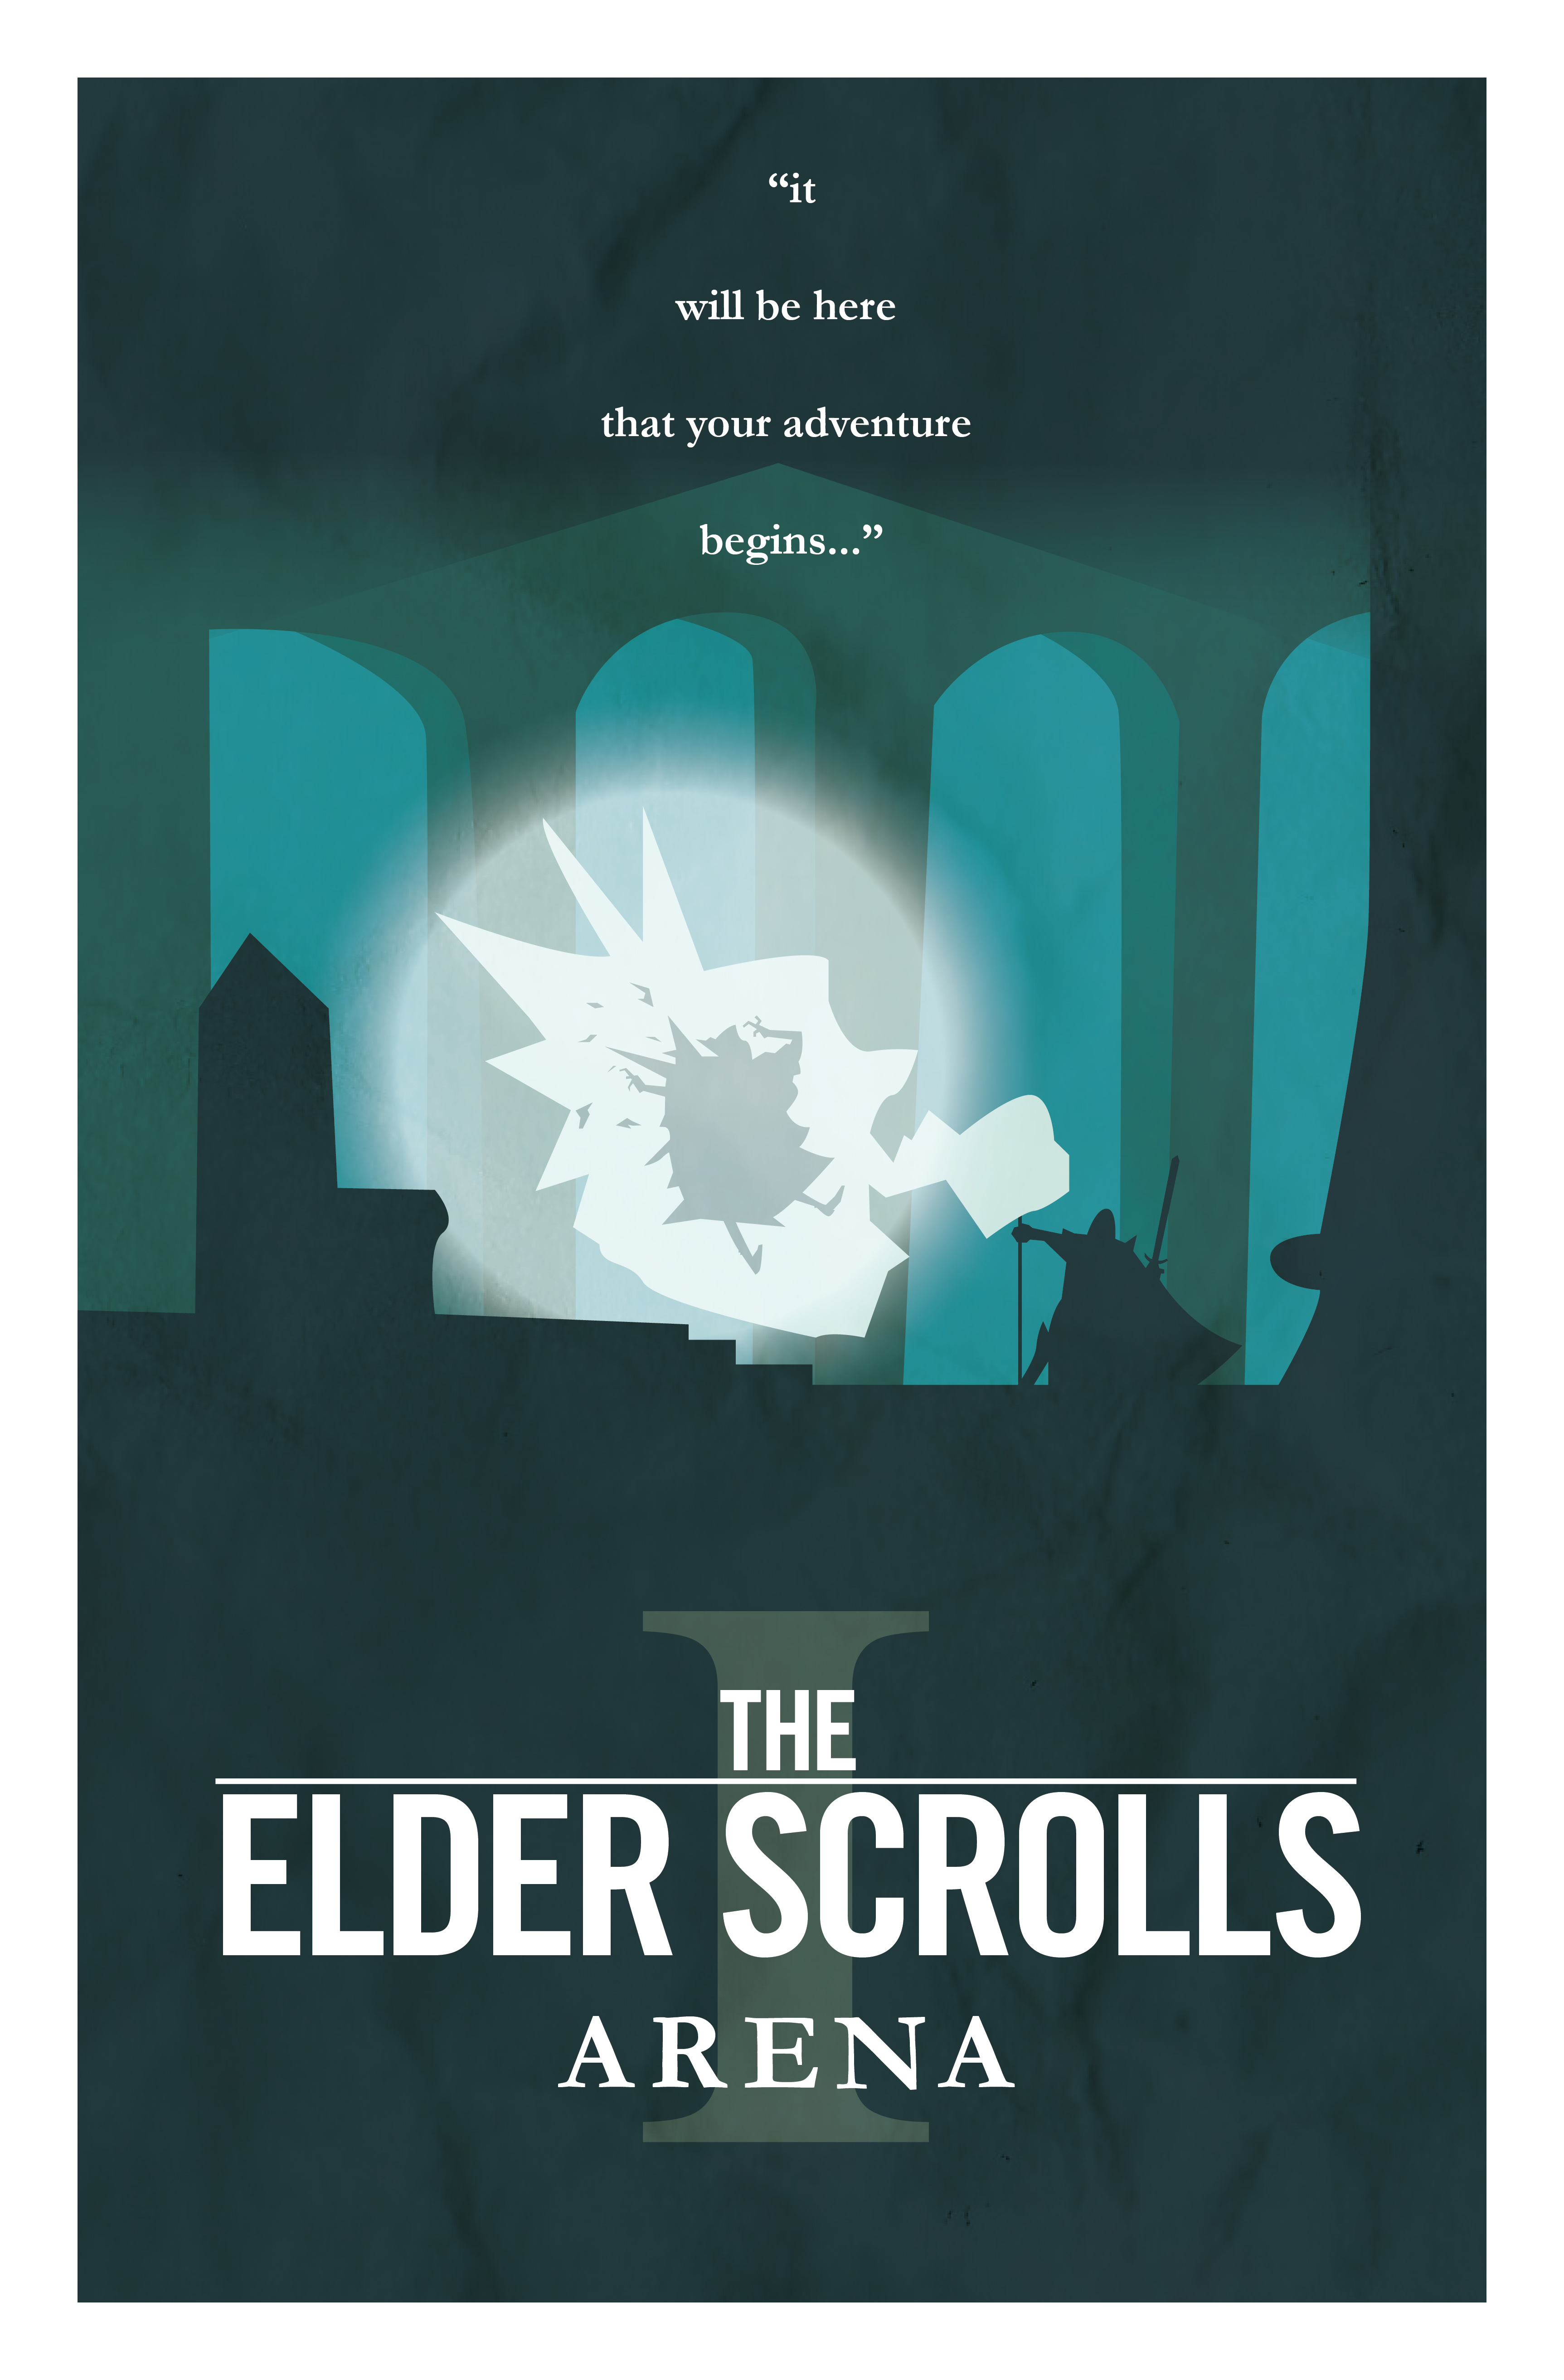 “it
will be here
that your adventure
begins...”
I
THE
ELDER SCROLLS
ARENA